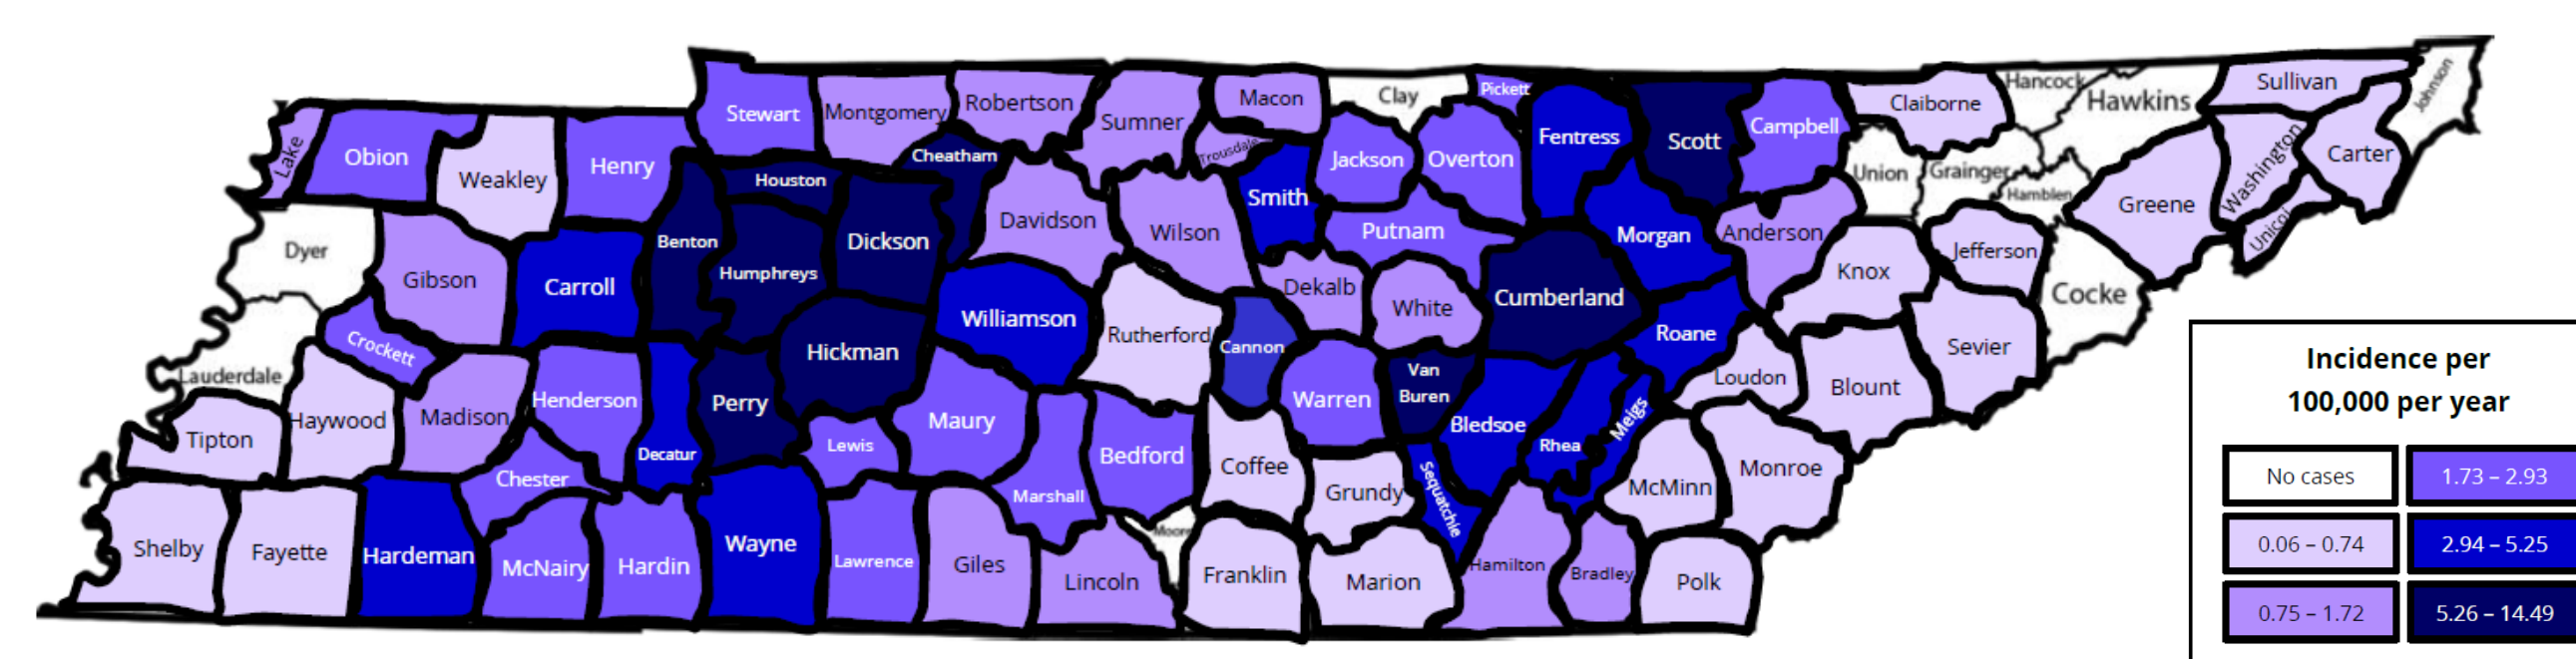 Stewart
Montgomery
Robertson
Sumner
Macon
Clay
Pickett
Fentress
Scott
Campbell
Claiborne
Hancock
Hawkins
Sullivan
Johnson
Lake
Obion
Weakley
Henry
Houston
Cheatham
Trousdale
Jackson
Overton
Union
Grainger
Hamblen
Greene
Washington
Carter
Unicoi
Dyer
Gibson
Carroll
Benton
Humphreys
Dickson
Davidson
Wilson
Smith
Putnam
Morgan
Anderson
Knox
Jefferson
Cocke
Lauderdale
Crockett
Hickman
Williamson
Rutherford
Cannon
Dekalb
White
Cumberland
Roane
Loudon
Blount
Sevier
Tipton
Haywood
Madison
Henderson
Decatur
Perry
Lewis
Maury
Marshall
Bedford
Coffee
Warren
Van
Buren
Bledsoe
Rhea
Meigs
McMinn
Monroe
Shelby
Fayette
Hardeman
Chester
McNairy
Hardin
Wayne
Lawrence
Giles
Lincoln
Moore
Franklin
Grundy
Marion
Sequatchie
Hamilton
Bradley
Polk
Incidence per
100,000 per year
No cases
1.73 – 2.93
0.06 – 0.74
2.94 – 5.25
0.75 – 1.72
5.26 – 14.49